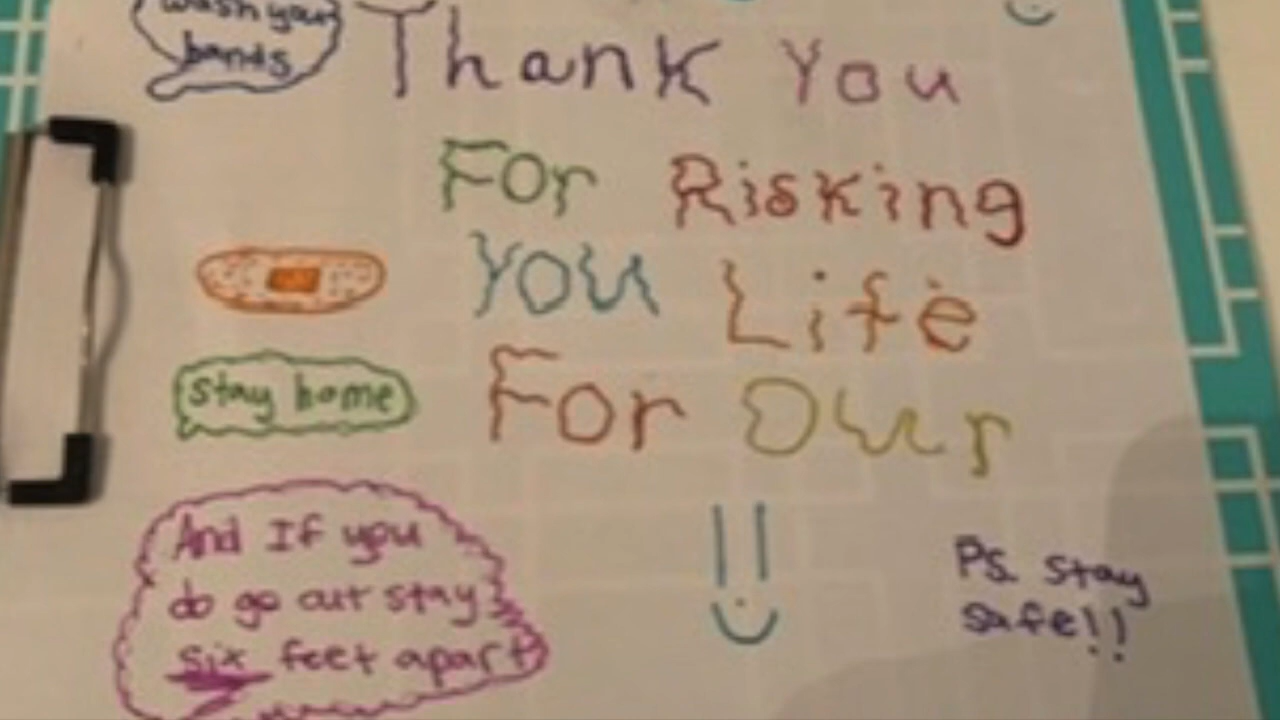 wash your
hands
Thank You
For Risking
You Life
For Our
stay home
And If you
do go out stay
six feet apart
Ps. stay
safe!!